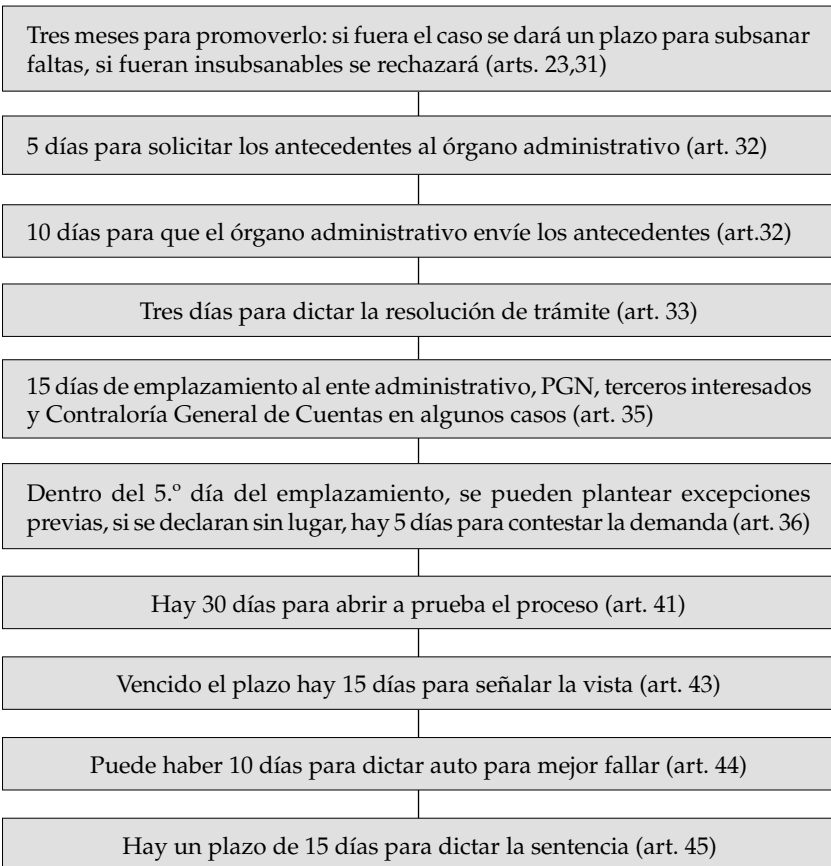 Tres meses para promoverlo: si fuera el caso se dará un plazo para subsanar
faltas, si fueran insubsanables se rechazará (arts. 23,31)
5 días para solicitar los antecedentes al órgano administrativo (art. 32)
10 días para que el órgano administrativo envíe los antecedentes (art.32)
Tres días para dictar la resolución de trámite (art. 33)
15 días de emplazamiento al ente administrativo, PGN, terceros interesados
y Contraloría General de Cuentas en algunos casos (art. 35)
Dentro del 5.º día del emplazamiento, se pueden plantear excepciones
previas, si se declaran sin lugar, hay 5 días para contestar la demanda (art. 36)
Hay 30 días para abrir a prueba el proceso (art. 41)
Vencido el plazo hay 15 días para señalar la vista (art. 43)
Puede haber 10 días para dictar auto para mejor fallar (art. 44)
Hay un plazo de 15 días para dictar la sentencia (art. 45)